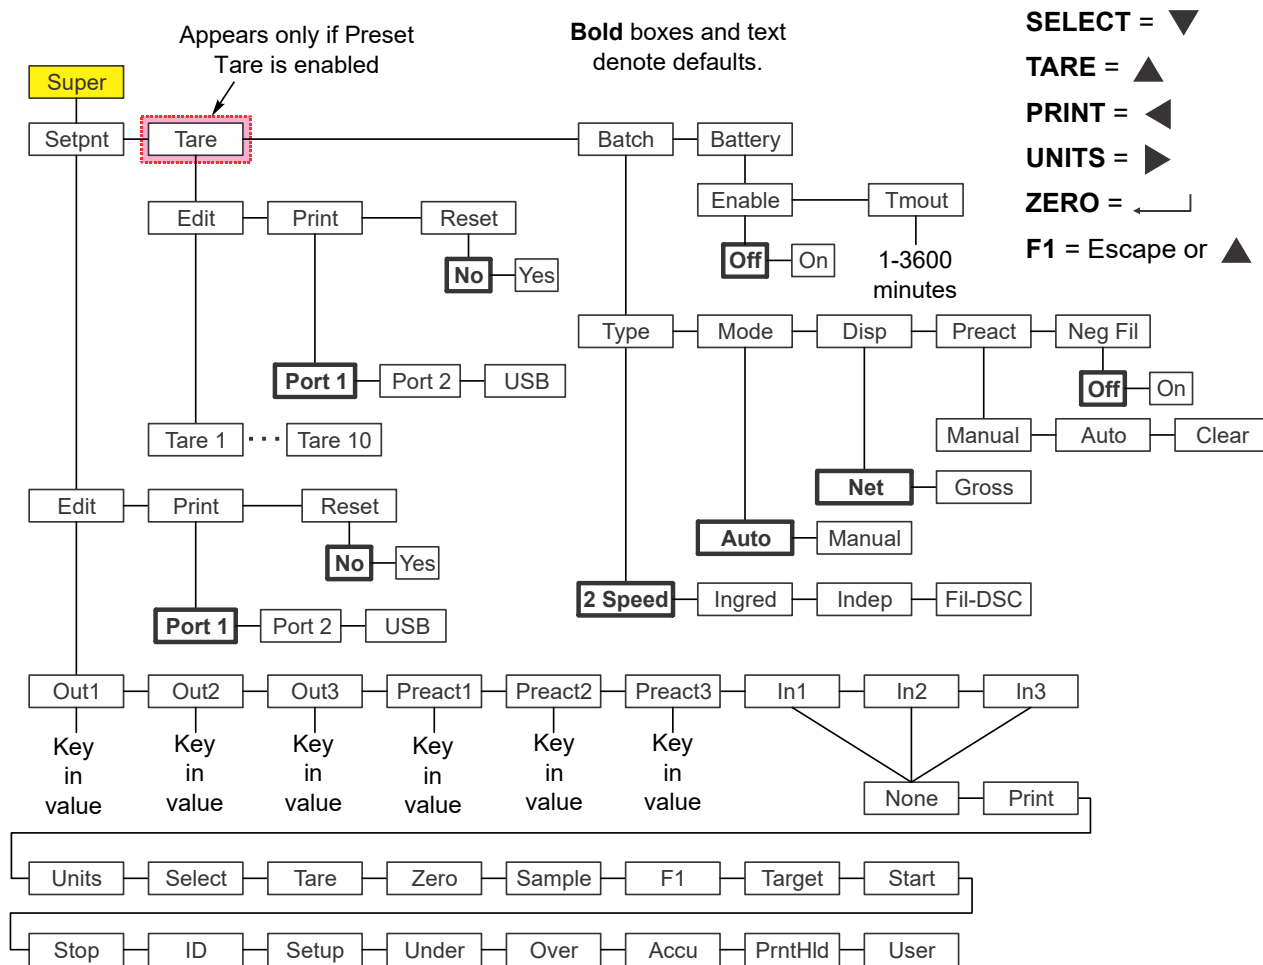 Appears only if Preset
Tare is enabled
Bold boxes and text
denote defaults.
SELECT =
TARE =
PRINT =
UNITS =
ZERO =
F1 = Escape or
Super
Setpnt Tare Batch Battery
Enable Tmout
Edit Print Reset
Off On 1-3600
minutes
No Yes
Type Mode Disp Preact Neg Fil
Port 1 Port 2 USB Off On
Tare 1 ··· Tare 10 Manual Auto Clear
Net Gross
Edit Print Reset
Auto Manual
No Yes
2 Speed Ingred Indep Fil-DSC
Port 1 Port 2 USB
Out1 Out2 Out3 Preact1 Preact2 Preact3 In1 In2 In3
Key Key Key Key Key Key
in in in in in in
value value value value value value
None Print
Units Select Tare Zero Sample F1 Target Start
Stop ID Setup Under Over Accu PrntHld User